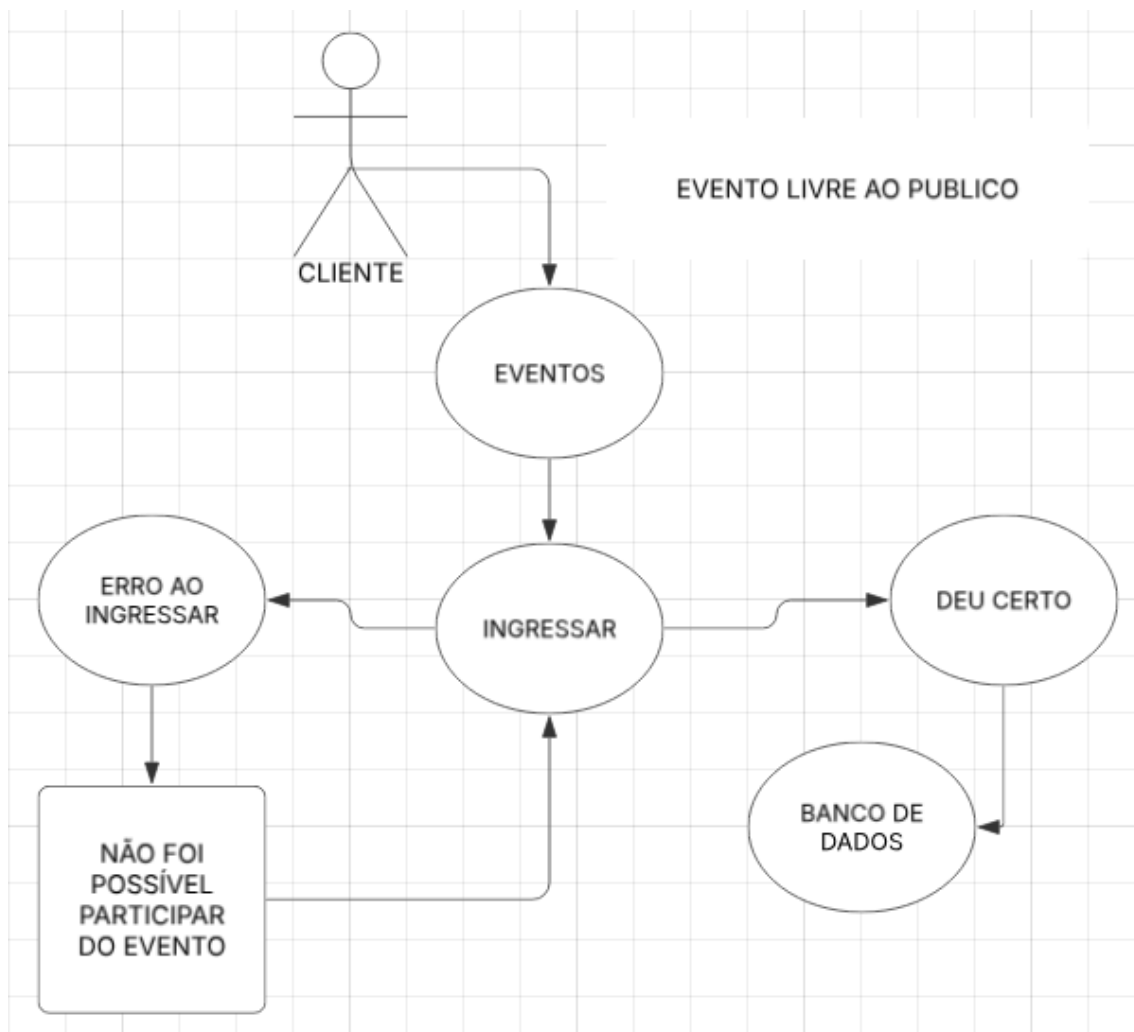 EVENTO LIVRE AO PUBLICO
CLIENTE
EVENTOS
ERRO AO
INGRESSAR
INGRESSAR
DEU CERTO
BANCO DE
DADOS
NÃO FOI
POSSÍVEL
PARTICIPAR
DO EVENTO